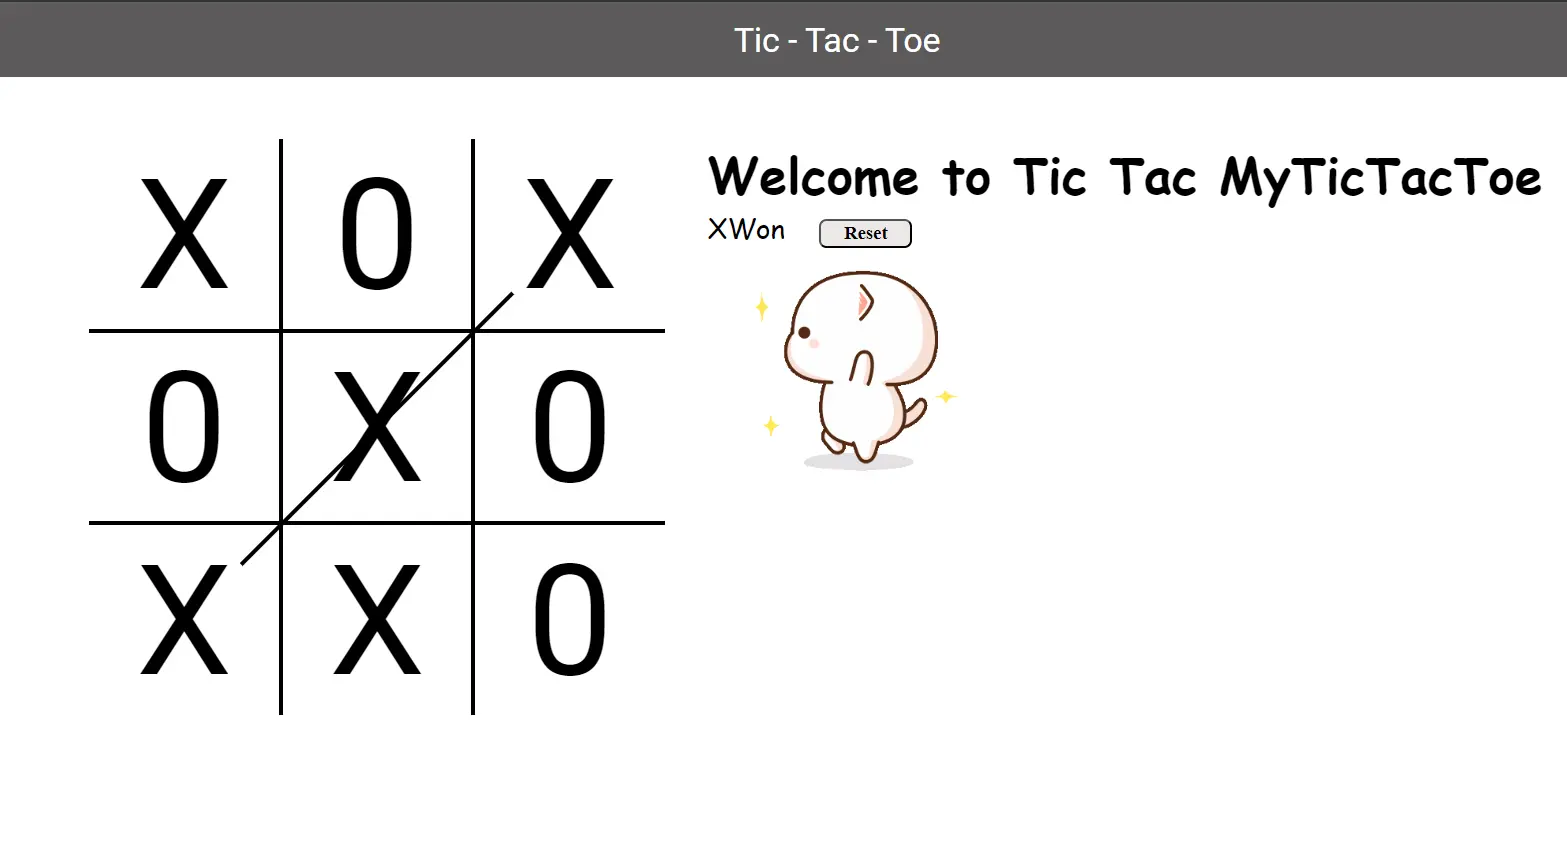 Tic - Tac - Toe
X 0 X
0 X 0
X X 0
Welcome to Tic Tac MyTicTacToe
XWon Reset